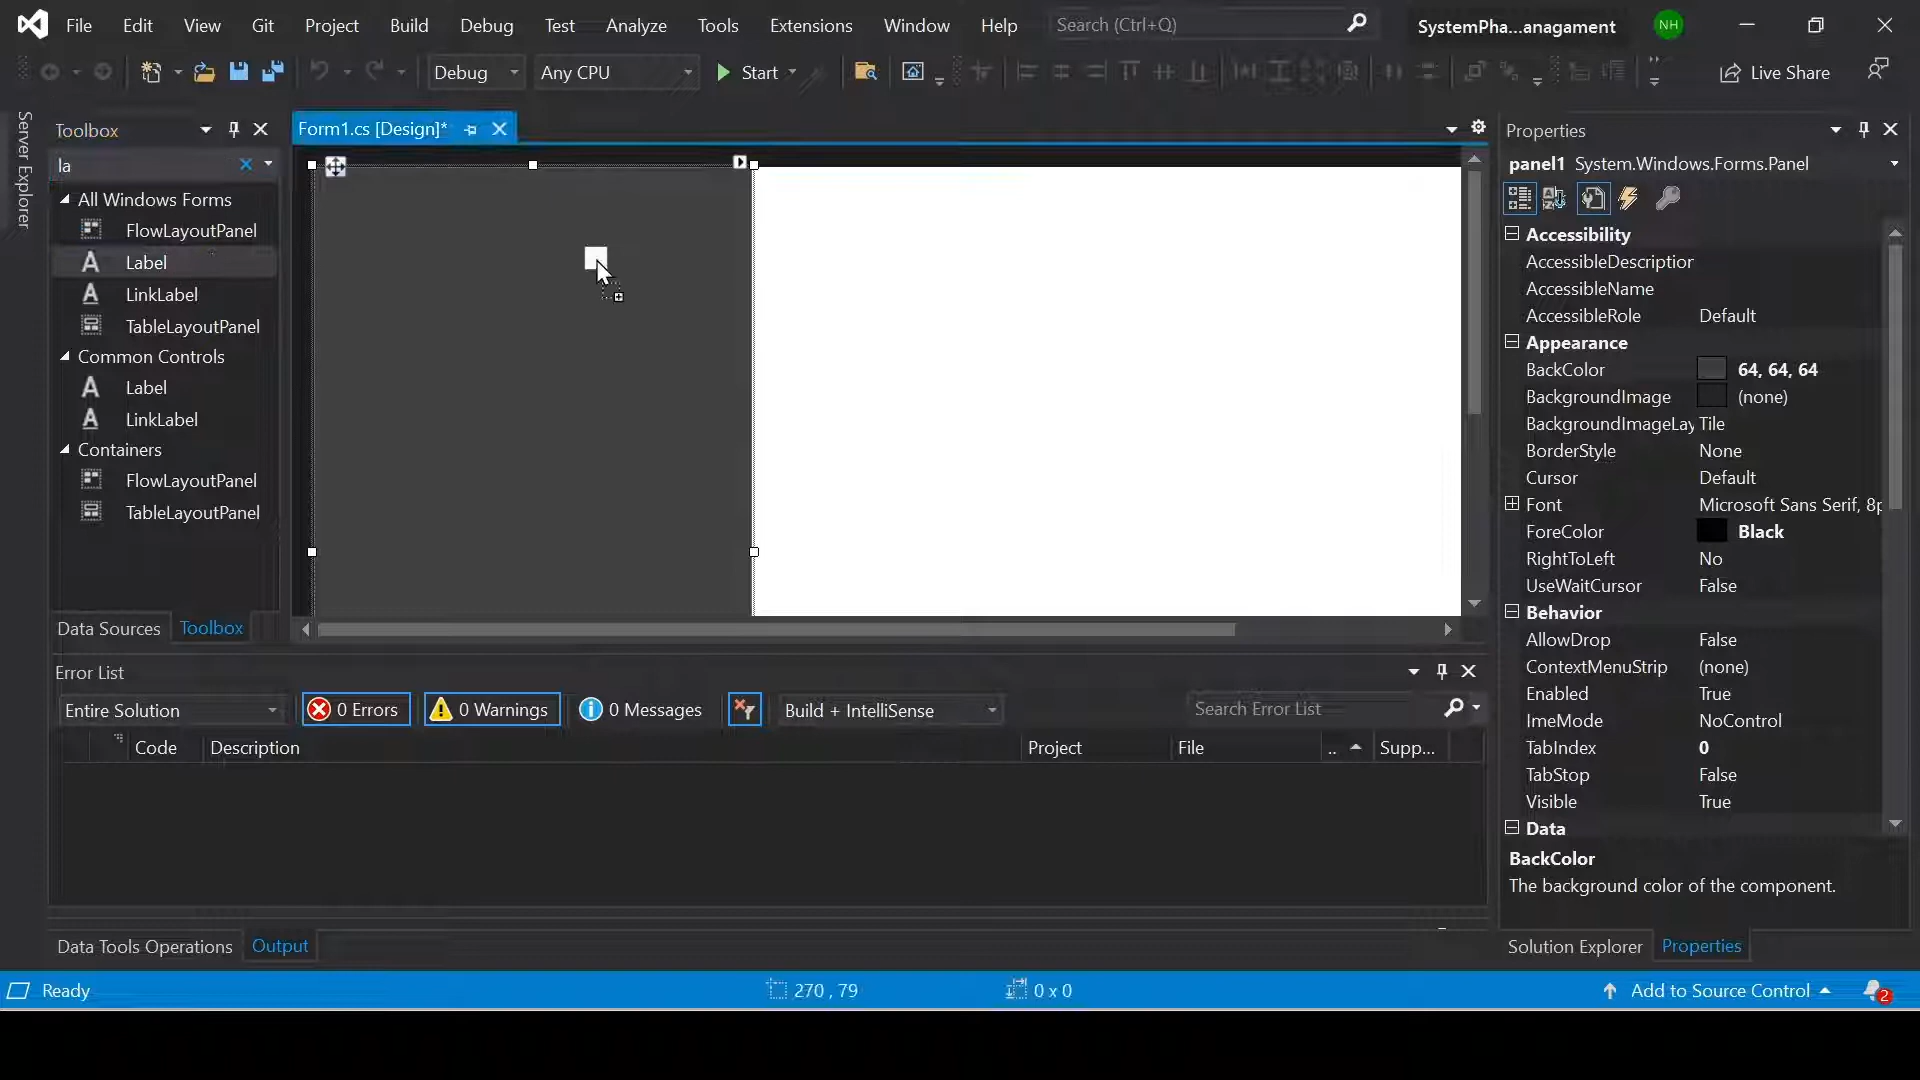 File Edit View Git Project Build Debug Test Analyze Tools Extensions Window Help Search (Ctrl+Q) SystemPha...anagament NH
Debug Any CPU Start Live Share
Server Explorer
Toolbox
la
All Windows Forms
FlowLayoutPanel
Label
LinkLabel
TableLayoutPanel
Common Controls
Label
LinkLabel
Containers
FlowLayoutPanel
TableLayoutPanel
Data Sources Toolbox
Form1.cs [Design]*
Properties
panel1 System.Windows.Forms.Panel
Accessibility
AccessibleDescription
AccessibleName
AccessibleRole Default
Appearance
BackColor 64, 64, 64
BackgroundImage (none)
BackgroundImageLay Tile
BorderStyle None
Cursor Default
Font Microsoft Sans Serif, 8p
ForeColor Black
RightToLeft No
UseWaitCursor False
Behavior
AllowDrop False
ContextMenuStrip (none)
Enabled True
ImeMode NoControl
TabIndex 0
TabStop False
Visible True
Data
BackColor
The background color of the component.
Solution Explorer Properties
Error List
Entire Solution 0 Errors 0 Warnings 0 Messages Build + IntelliSense Search Error List
Code Description Project File .. Supp...
Data Tools Operations Output
Ready 270 , 79 0 x 0 Add to Source Control 2